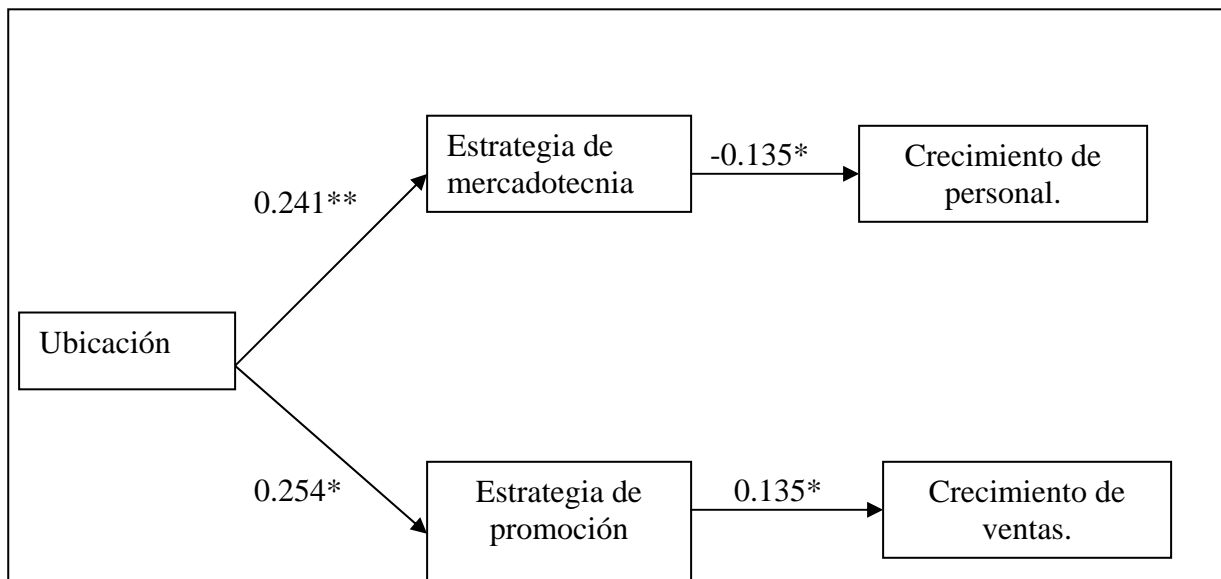 Estrategia de
mercadotecnia
-0.135*
Crecimiento de
personal.
0.241**
Ubicación
0.254*
Estrategia de
promoción
0.135*
Crecimiento de
ventas.